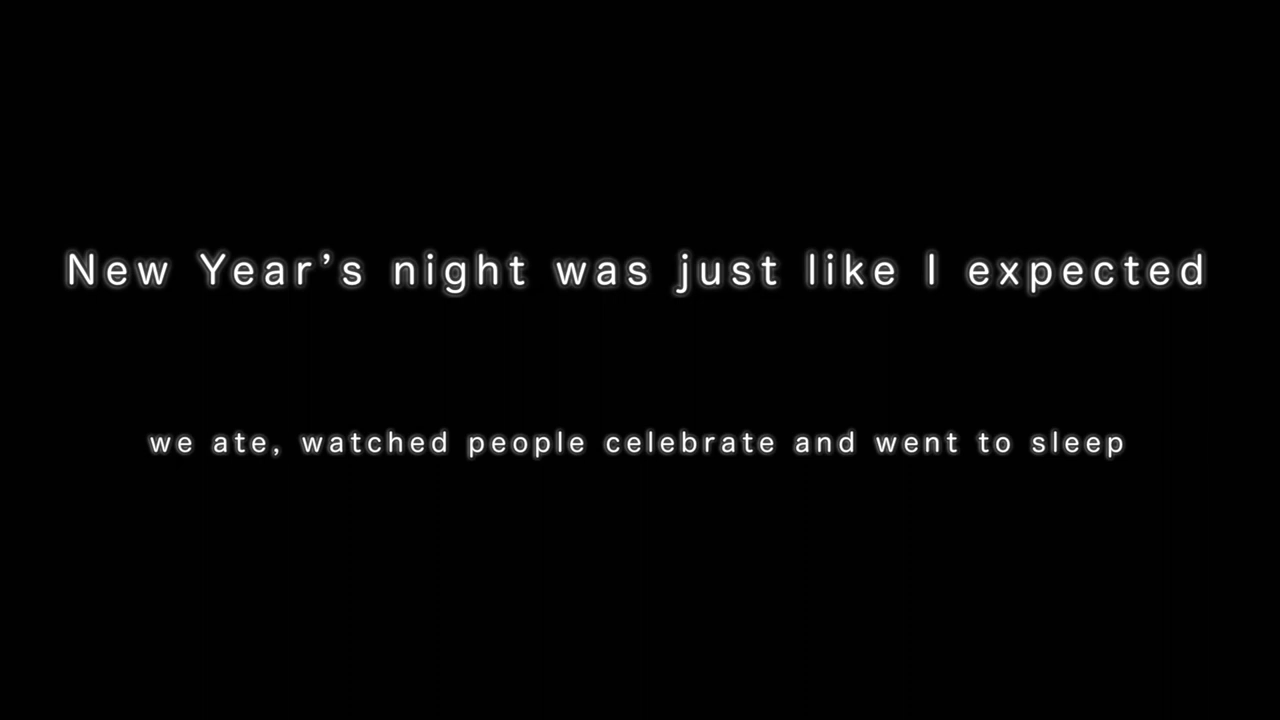 New Year’s night was just like I expected
we ate, watched people celebrate and went to sleep